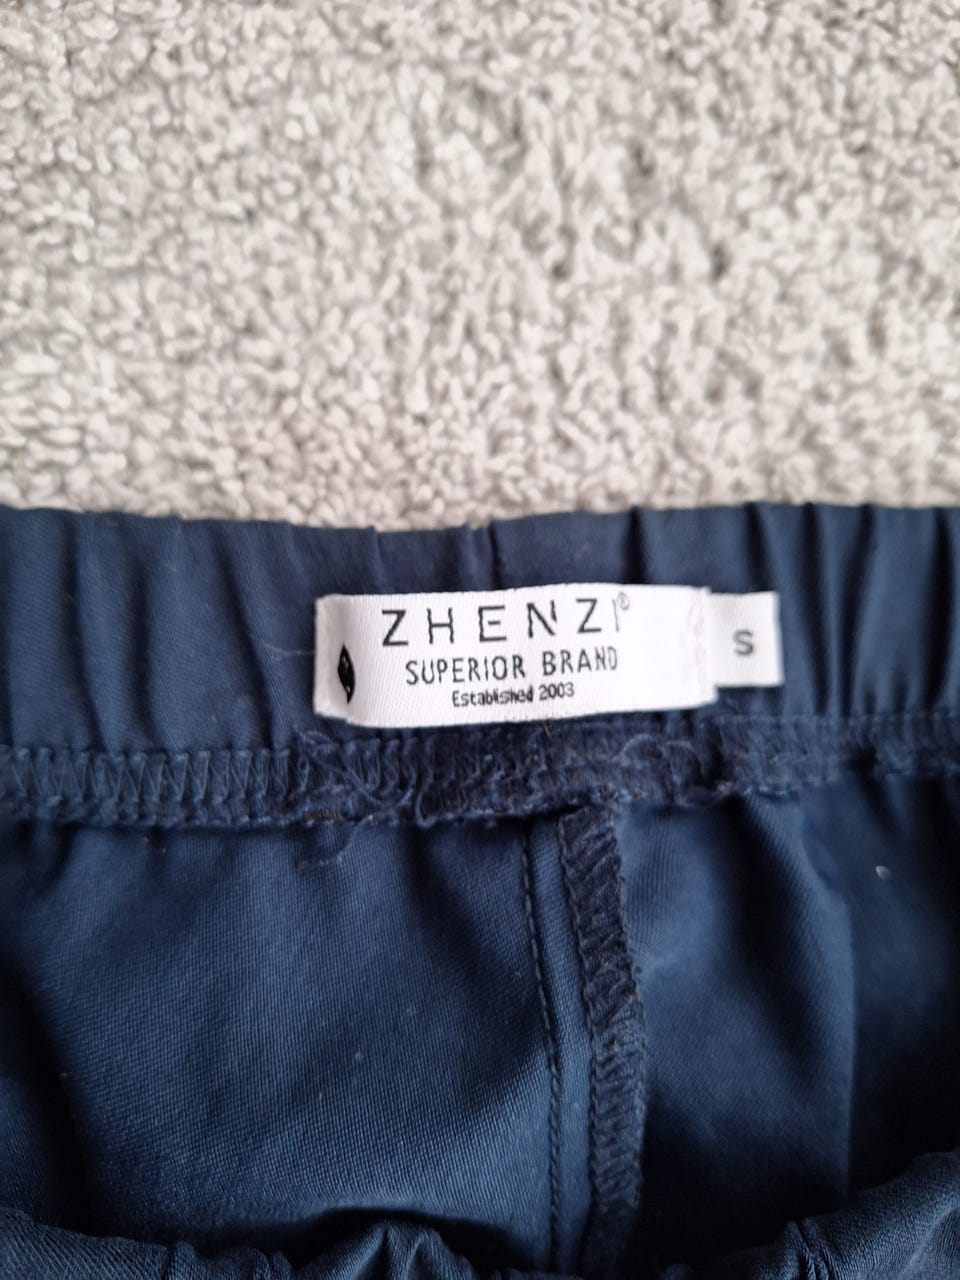 ZHENZI®
SUPERIOR BRAND
Established 2003
S